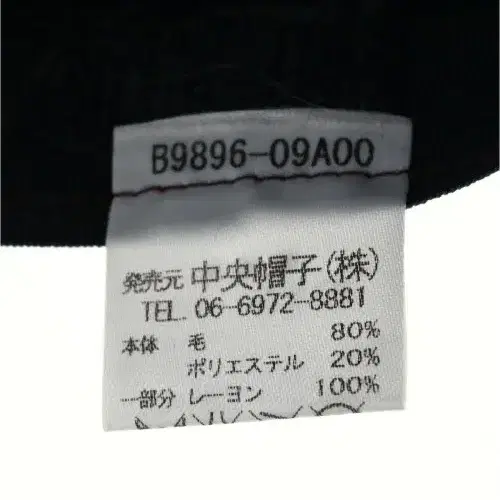 B9896-09A00
発売元 中央帽子(株)
TEL. 06-6972-8881
本体 毛 80%
ポリエステル 20%
一部分 レーヨン 100%